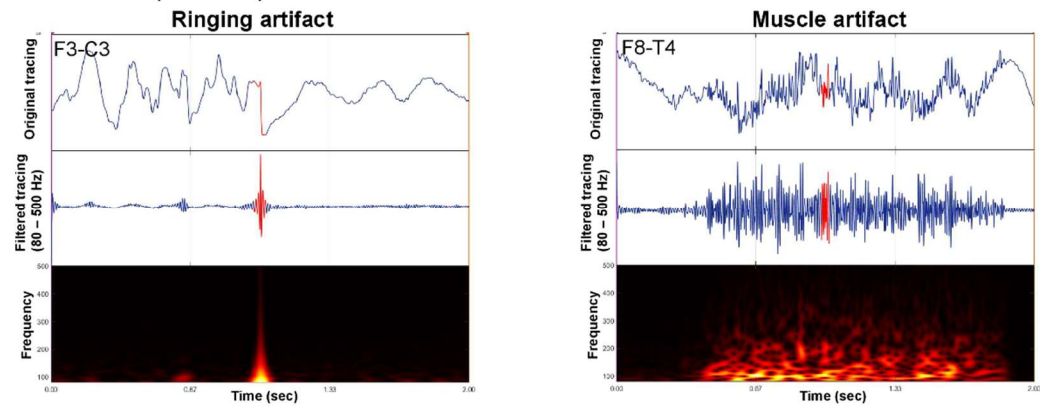 Ringing artifact
F3-C3
Original tracing
Filtered tracing
(80 – 500 Hz)
Frequency
500
400
300
200
100
0.00
0.67
1.33
2.00
Time (sec)
Muscle artifact
F8-T4
Original tracing
Filtered tracing
(80 – 500 Hz)
Frequency
500
400
300
200
100
0.00
0.67
1.33
2.00
Time (sec)